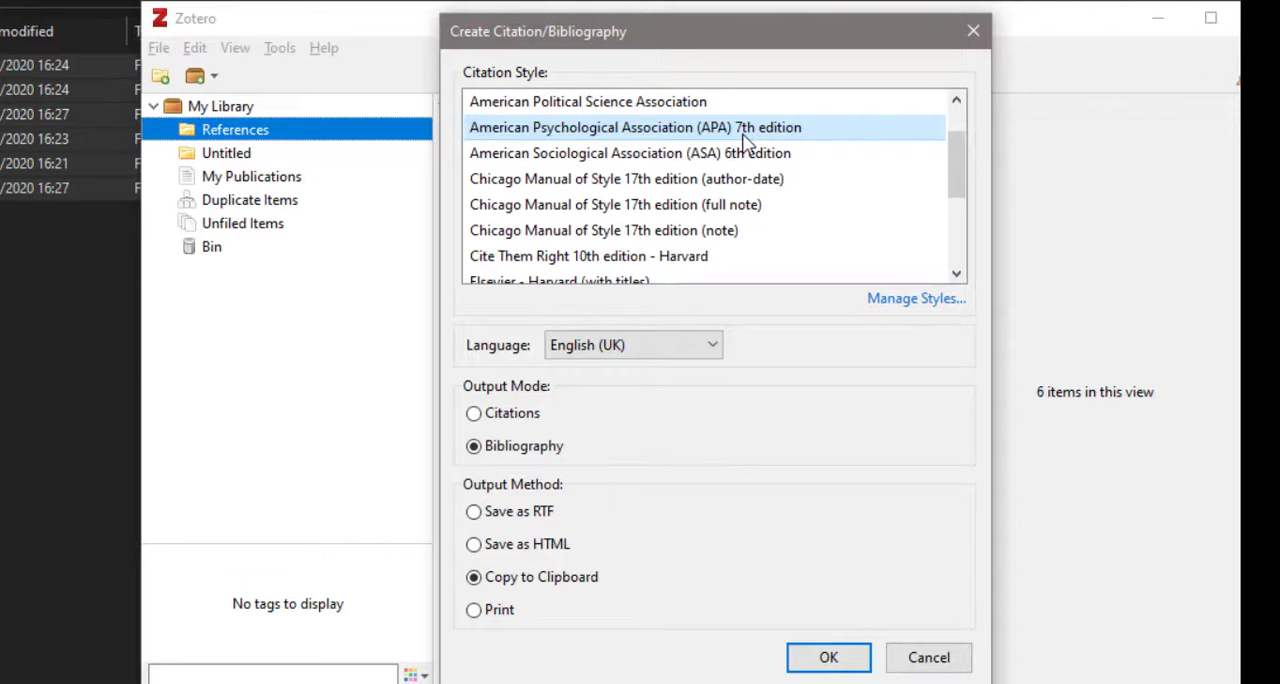 modified
/2020 16:24
/2020 16:24
/2020 16:27
/2020 16:23
/2020 16:21
/2020 16:27
Zotero
File Edit View Tools Help
My Library
References
Untitled
My Publications
Duplicate Items
Unfiled Items
Bin
No tags to display
Create Citation/Bibliography
Citation Style:
American Political Science Association
American Psychological Association (APA) 7th edition
American Sociological Association (ASA) 6th edition
Chicago Manual of Style 17th edition (author-date)
Chicago Manual of Style 17th edition (full note)
Chicago Manual of Style 17th edition (note)
Cite Them Right 10th edition - Harvard
Elsevier - Harvard (with titles)
Manage Styles...
Language: English (UK)
Output Mode:
Citations
Bibliography
Output Method:
Save as RTF
Save as HTML
Copy to Clipboard
Print
OK Cancel
6 items in this view